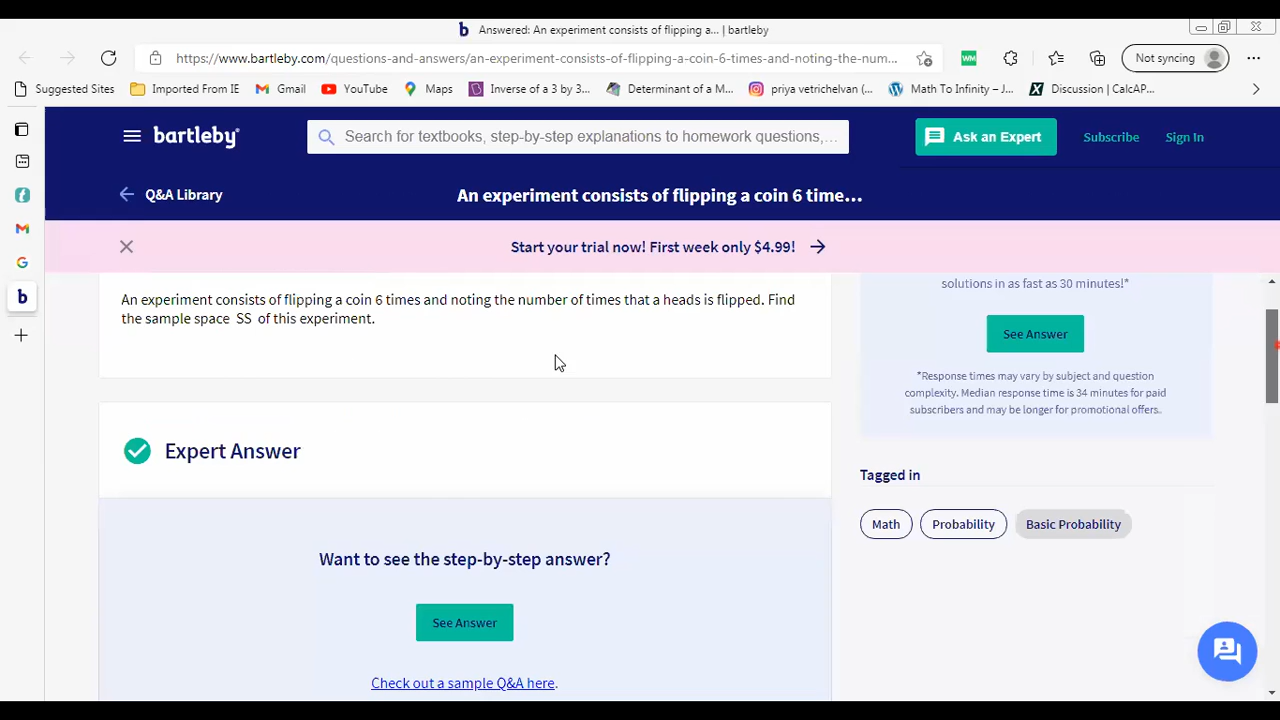 b Answered: An experiment consists of flipping a... | bartleby
https://www.bartleby.com/questions-and-answers/an-experiment-consists-of-flipping-a-coin-6-times-and-noting-the-num...
WM
Not syncing
Suggested Sites
Imported From IE
Gmail
YouTube
Maps
Inverse of a 3 by 3...
Determinant of a M...
priya vetrichelvan (...
Math To Infinity – J...
Discussion | CalcAP...
bartleby
Search for textbooks, step-by-step explanations to homework questions,...
Ask an Expert
Subscribe
Sign In
Q&A Library
An experiment consists of flipping a coin 6 time...
Start your trial now! First week only $4.99!
An experiment consists of flipping a coin 6 times and noting the number of times that a heads is flipped. Find
the sample space SS of this experiment.
Expert Answer
Want to see the step-by-step answer?
See Answer
Check out a sample Q&A here.
solutions in as fast as 30 minutes!*
See Answer
*Response times may vary by subject and question
complexity. Median response time is 34 minutes for paid
subscribers and may be longer for promotional offers.
Tagged in
Math
Probability
Basic Probability